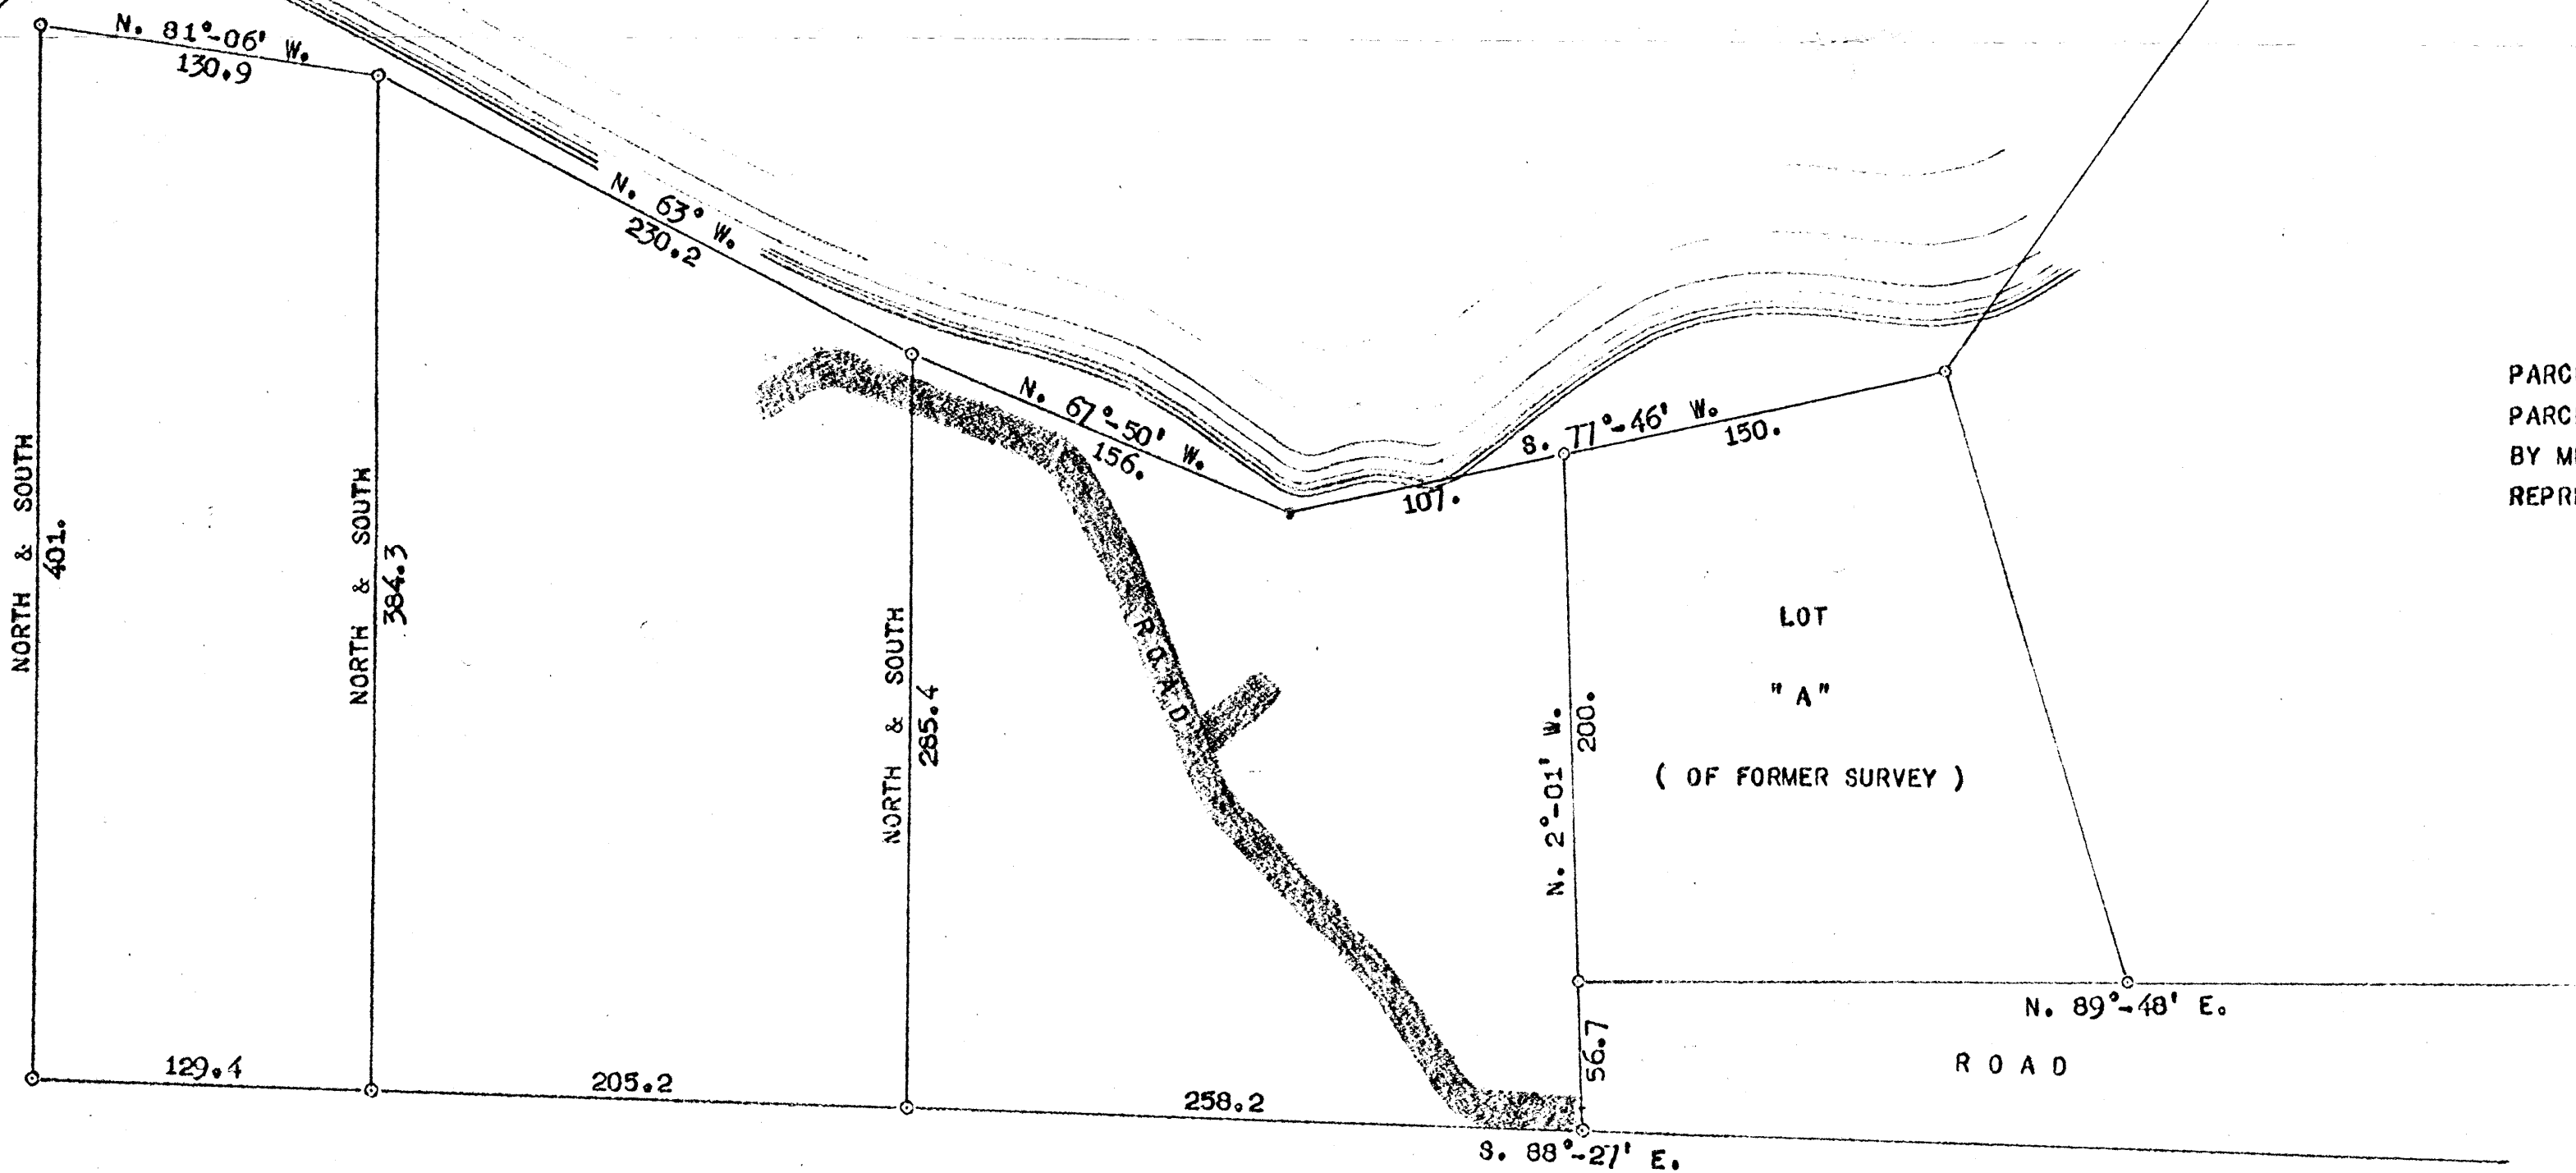 N. 81°-06' W.
130.9
N. 63° W.
230.2
N. 67°-50' W.
156.
S. 77°-46' W.
150.
107.
NORTH & SOUTH
401.
NORTH & SOUTH
384.3
NORTH & SOUTH
285.4
ROAD
N. 2°-01' W.
200.
LOT
"A"
( OF FORMER SURVEY )
56.7
N. 89°-48' E.
ROAD
129.4
205.2
258.2
S. 88°-27' E.
PARC
PARC
BY M
REPR